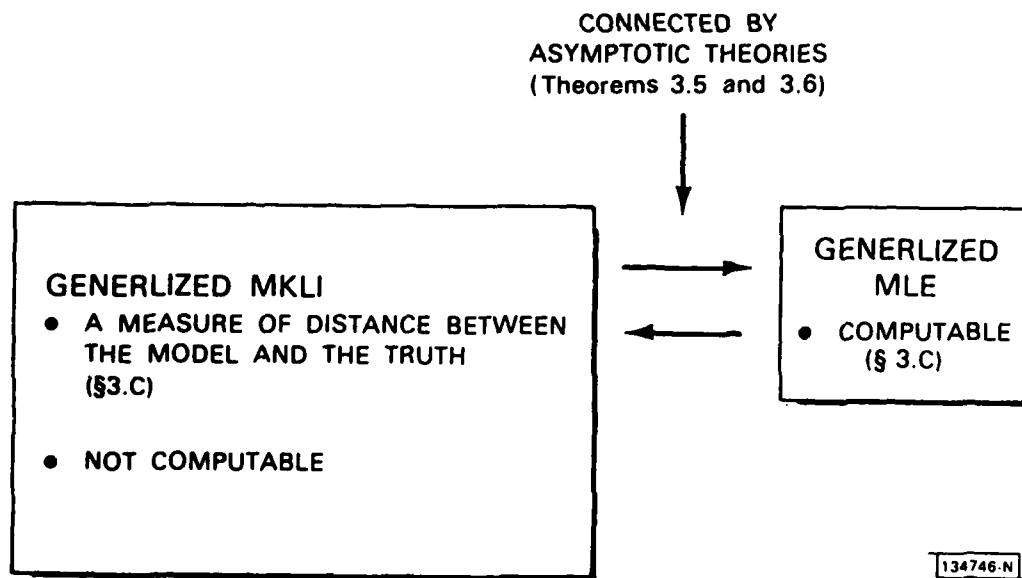 CONNECTED BY
ASYMPTOTIC THEORIES
(Theorems 3.5 and 3.6)
GENERLIZED MKLI
• A MEASURE OF DISTANCE BETWEEN
THE MODEL AND THE TRUTH
(§3.C)
• NOT COMPUTABLE
GENERLIZED
MLE
• COMPUTABLE
(§ 3.C)
134746-N